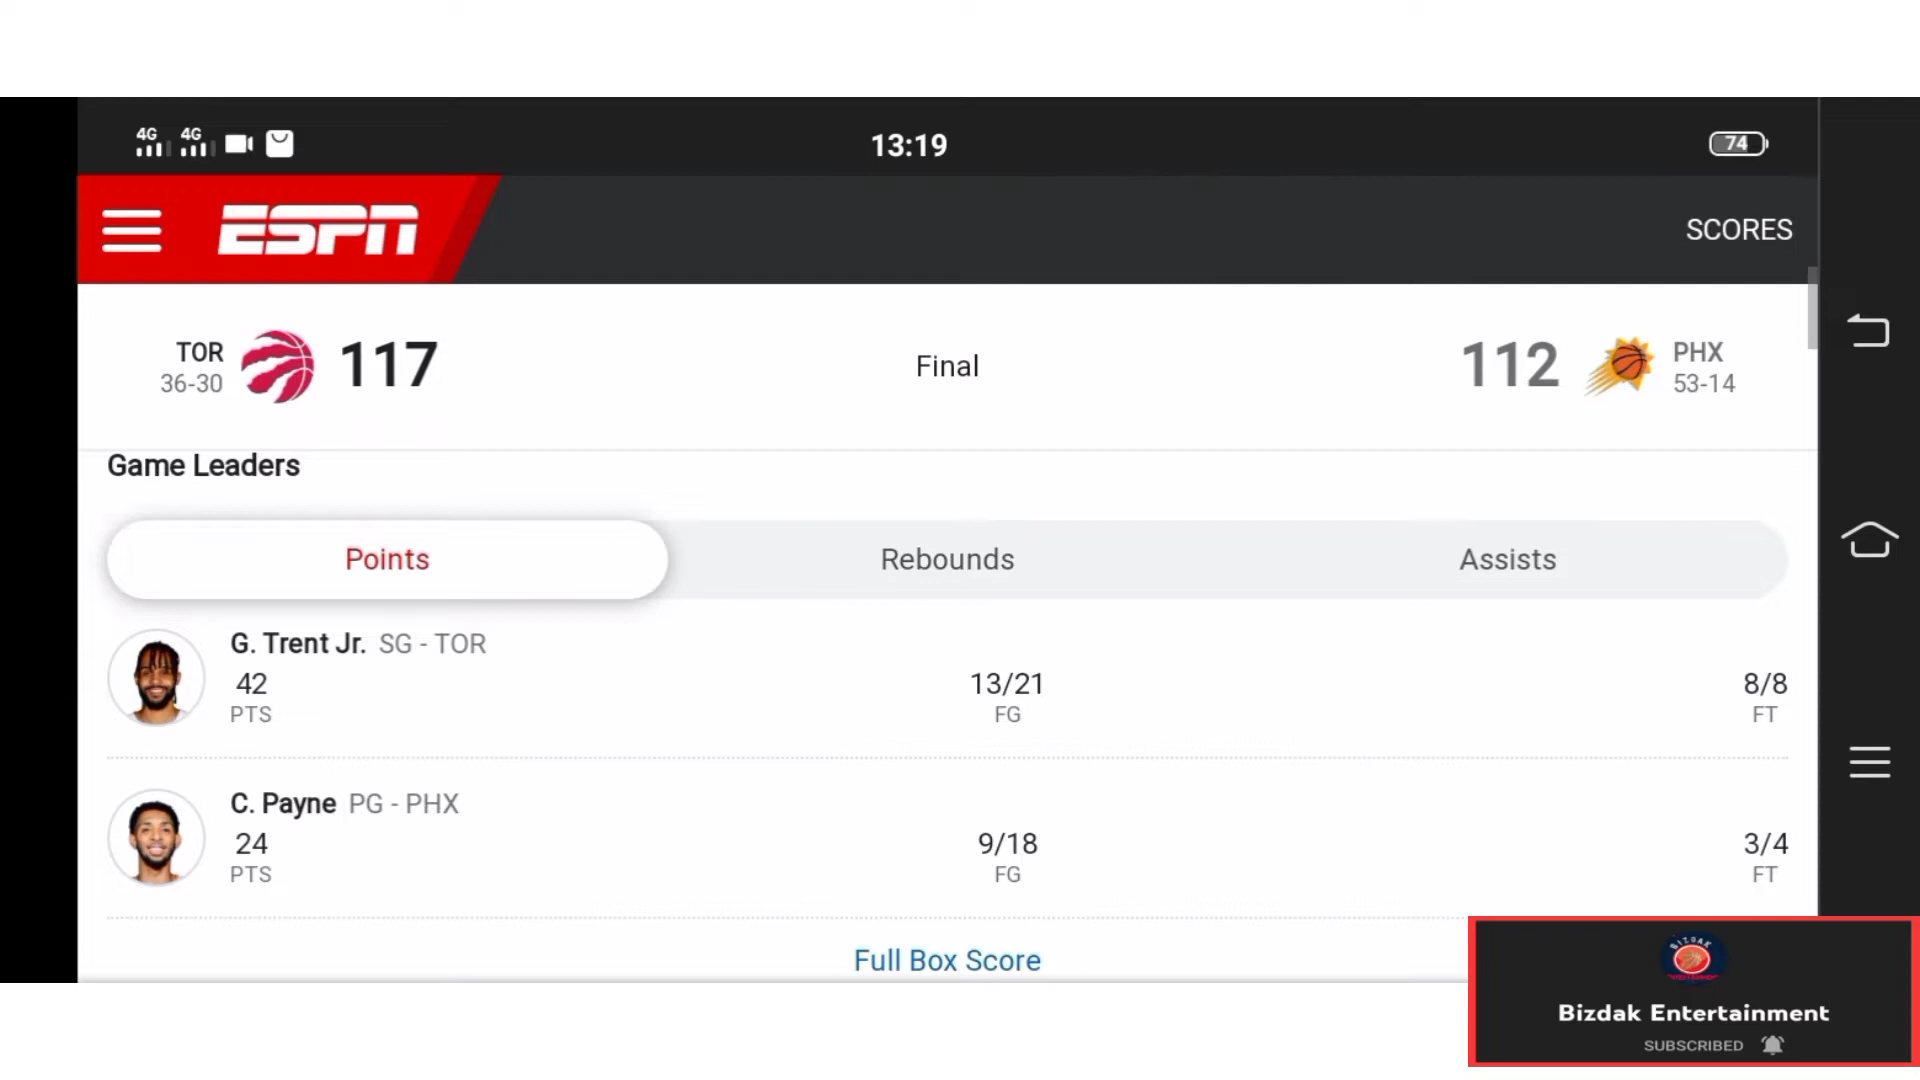 4G 4G 13:19 74
ESPN SCORES
TOR 36-30 117 Final 112 PHX 53-14
Game Leaders
Points Rebounds Assists
G. Trent Jr. SG - TOR
42 13/21 8/8
PTS FG FT
C. Payne PG - PHX
24 9/18 3/4
PTS FG FT
Full Box Score
BIZDAK
Bizdak Entertainment
SUBSCRIBED